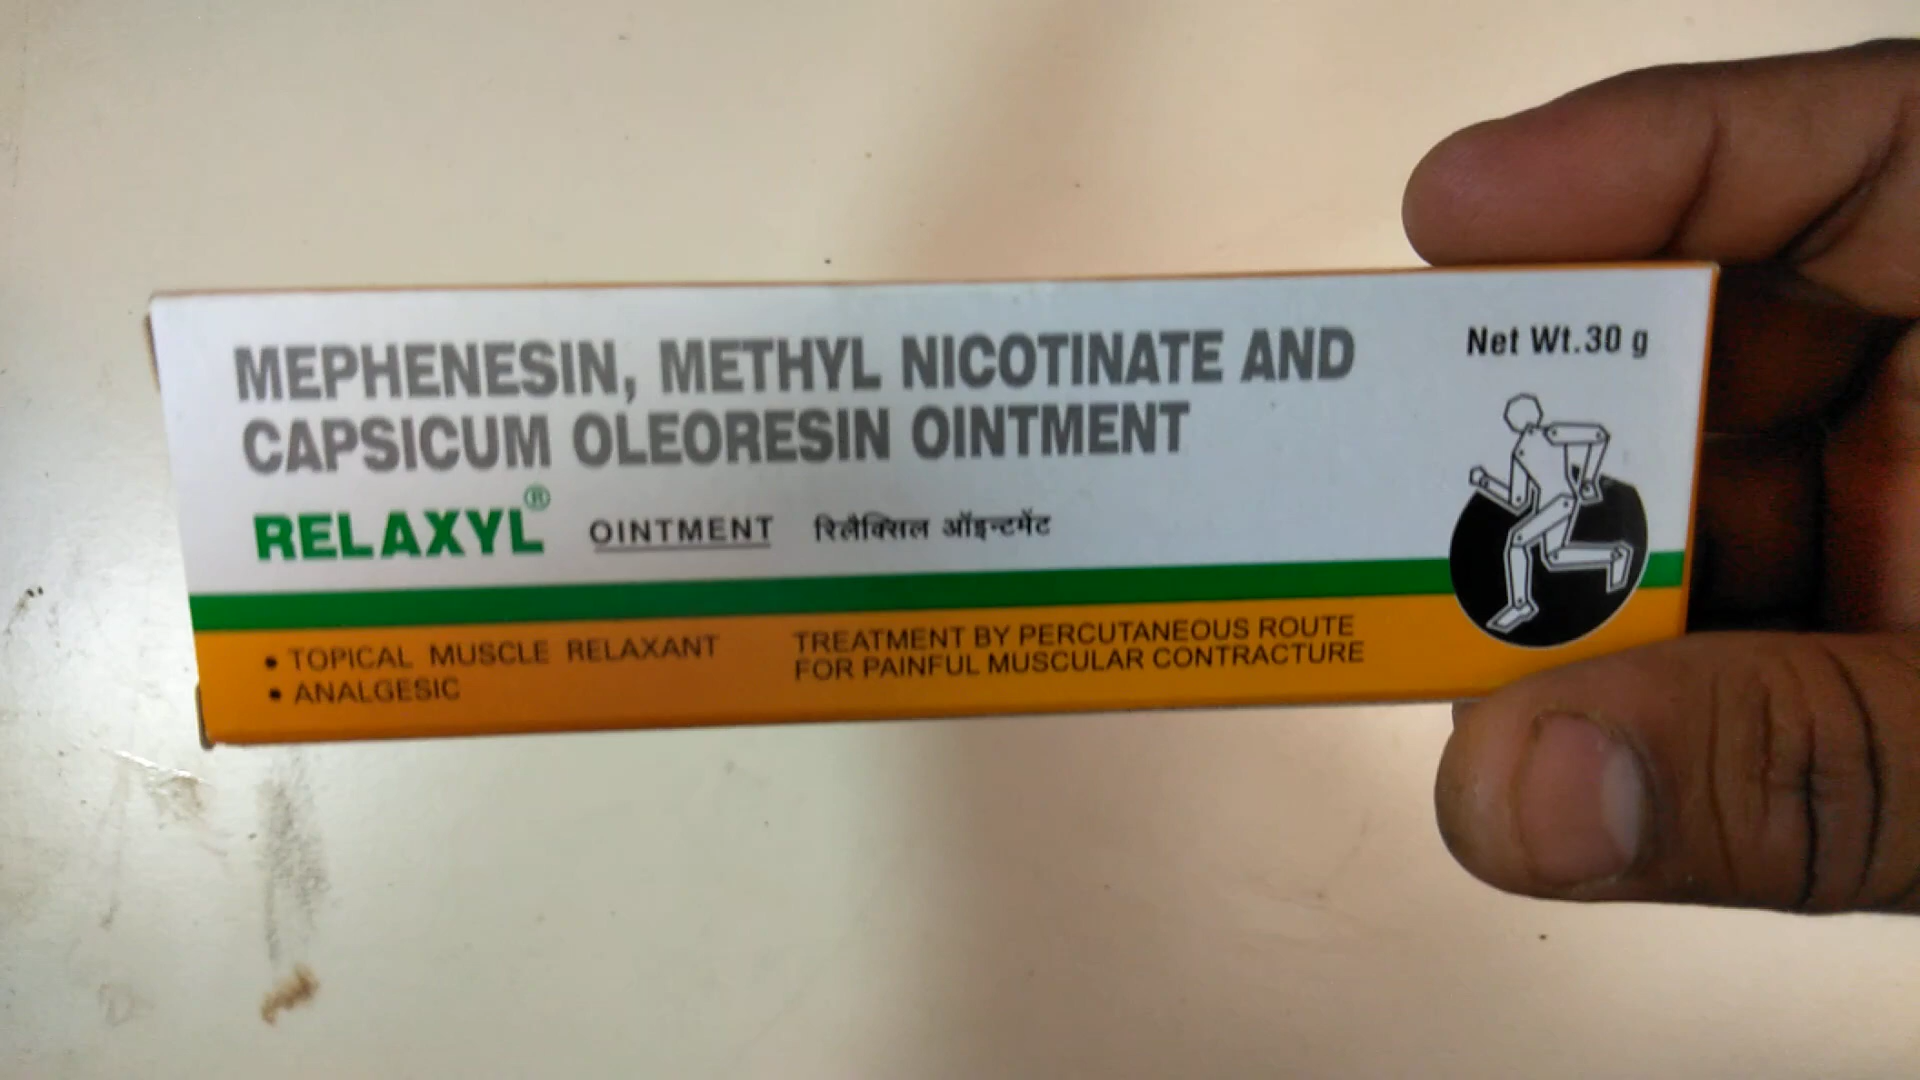 MEPHENESIN, METHYL NICOTINATE AND
CAPSICUM OLEORESIN OINTMENT
Net Wt.30 g
RELAXYL® OINTMENT रिलैक्सिल ऑइन्टमेंट
• TOPICAL MUSCLE RELAXANT
• ANALGESIC
TREATMENT BY PERCUTANEOUS ROUTE
FOR PAINFUL MUSCULAR CONTRACTURE